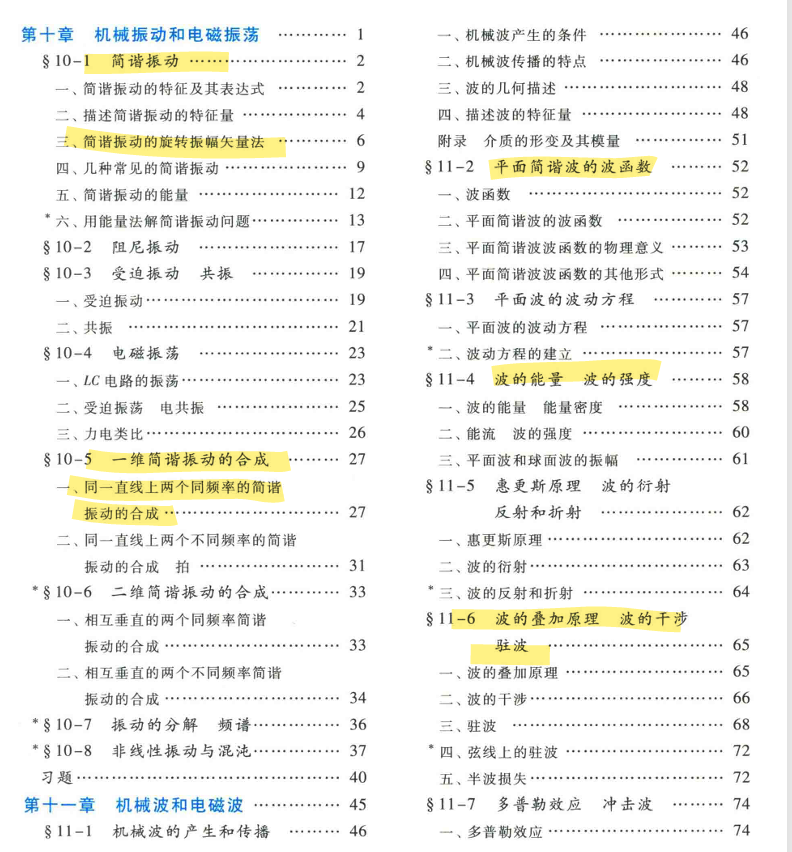 第十章 机械振动和电磁振荡 ………… 1
§10-1 简谐振动 ………………… 2
一、简谐振动的特征及其表达式 ………… 2
二、描述简谐振动的特征量 ………… 4
三、简谐振动的旋转振幅矢量法 ………… 6
四、几种常见的简谐振动 ………… 9
五、简谐振动的能量 ………… 12
*六、用能量法解简谐振动问题 ………… 13
§10-2 阻尼振动 ………… 17
§10-3 受迫振动 共振 ………… 19
一、受迫振动 ………… 19
二、共振 ………… 21
§10-4 电磁振荡 ………… 23
一、LC 电路的振荡 ………… 23
二、受迫振荡 电共振 ………… 25
三、力电类比 ………… 26
§10-5 一维简谐振动的合成 ………… 27
一、同一直线上两个同频率的简谐
振动的合成 ………… 27
二、同一直线上两个不同频率的简谐
振动的合成 拍 ………… 31
*§10-6 二维简谐振动的合成 ………… 33
一、相互垂直的两个同频率简谐
振动的合成 ………… 33
二、相互垂直的两个不同频率简谐
振动的合成 ………… 34
*§10-7 振动的分解 频谱 ………… 36
*§10-8 非线性振动与混沌 ………… 37
习题 ………… 40
第十一章 机械波和电磁波 ………… 45
§11-1 机械波的产生和传播 ………… 46
一、机械波产生的条件 ………… 46
二、机械波传播的特点 ………… 46
三、波的几何描述 ………… 48
四、描述波的特征量 ………… 48
附录 介质的形变及其模量 ………… 51
§11-2 平面简谐波的波函数 ………… 52
一、波函数 ………… 52
二、平面简谐波的波函数 ………… 52
三、平面简谐波波函数的物理意义 ………… 53
四、平面简谐波波函数的其他形式 ………… 54
§11-3 平面波的波动方程 ………… 57
一、平面波的波动方程 ………… 57
*二、波动方程的建立 ………… 57
§11-4 波的能量 波的强度 ………… 58
一、波的能量 能量密度 ………… 58
二、能流 波的强度 ………… 60
三、平面波和球面波的振幅 ………… 61
§11-5 惠更斯原理 波的衍射
反射和折射 ………… 62
一、惠更斯原理 ………… 62
二、波的衍射 ………… 63
*三、波的反射和折射 ………… 64
§11-6 波的叠加原理 波的干涉
驻波 ………… 65
一、波的叠加原理 ………… 65
二、波的干涉 ………… 66
三、驻波 ………… 68
*四、弦线上的驻波 ………… 72
五、半波损失 ………… 72
§11-7 多普勒效应 冲击波 ………… 74
一、多普勒效应 ………… 74